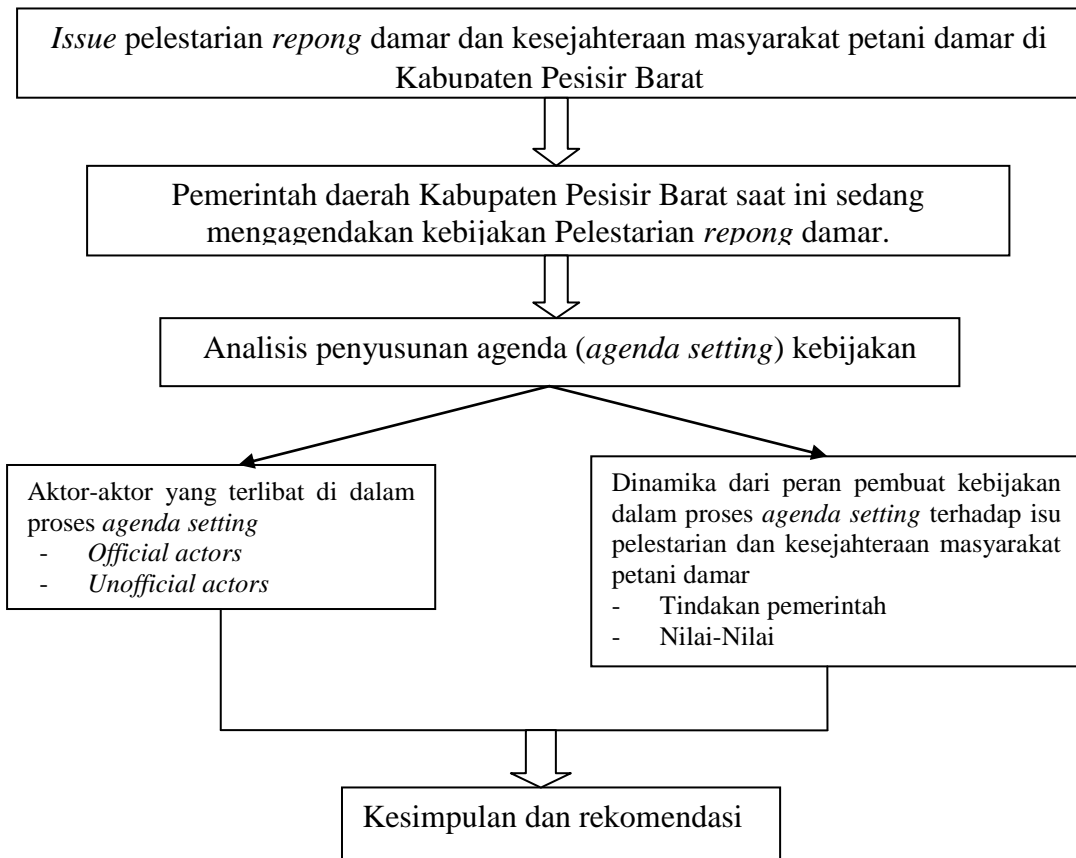 Issue pelestarian repong damar dan kesejahteraan masyarakat petani damar di
Kabupaten Pesisir Barat
Pemerintah daerah Kabupaten Pesisir Barat saat ini sedang
mengagendakan kebijakan Pelestarian repong damar.
Analisis penyusunan agenda (agenda setting) kebijakan
Aktor-aktor yang terlibat di dalam
proses agenda setting
- Official actors
- Unofficial actors
Dinamika dari peran pembuat kebijakan
dalam proses agenda setting terhadap isu
pelestarian dan kesejahteraan masyarakat
petani damar
- Tindakan pemerintah
- Nilai-Nilai
Kesimpulan dan rekomendasi